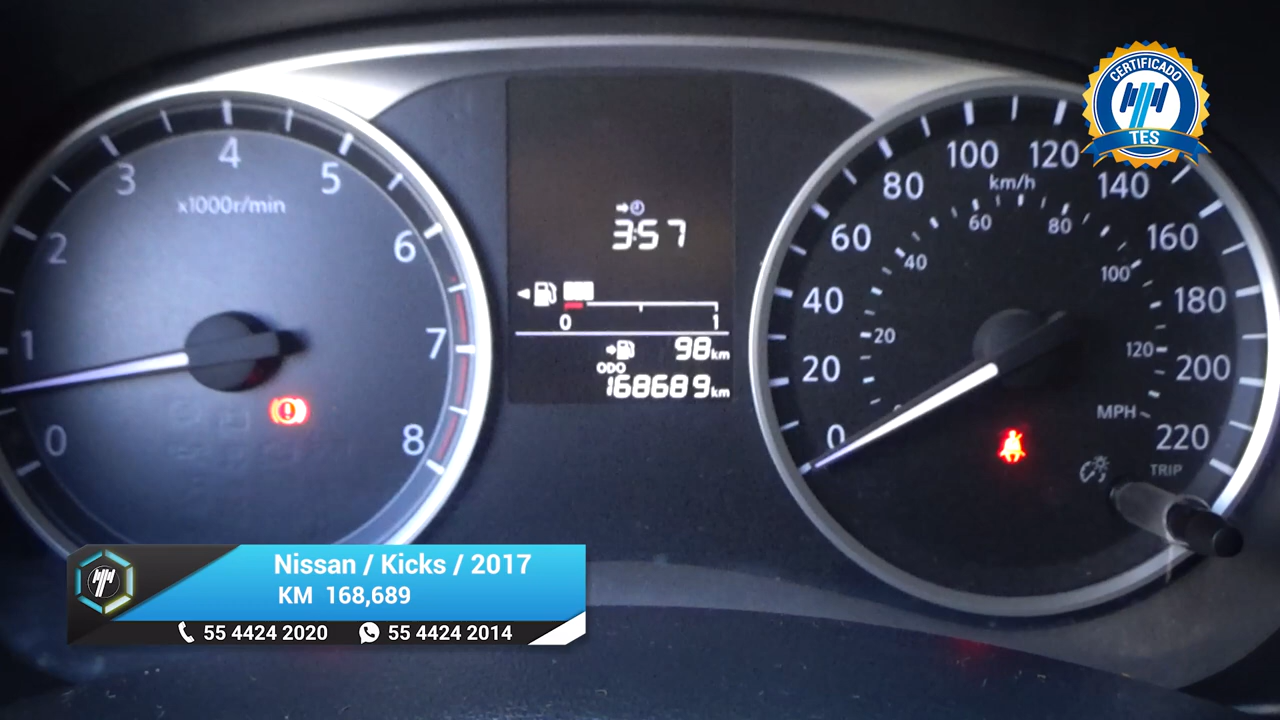 CERTIFICADO
TES
x1000r/min
0
1
2
3
4
5
6
7
8
3:57
0 1
98km
ODO
168689km
0
20
40
60
80
100
120
140
160
180
200
220
km/h
20
40
60
80
100
120
MPH
TRIP
Nissan / Kicks / 2017
KM 168,689
55 4424 2020 55 4424 2014